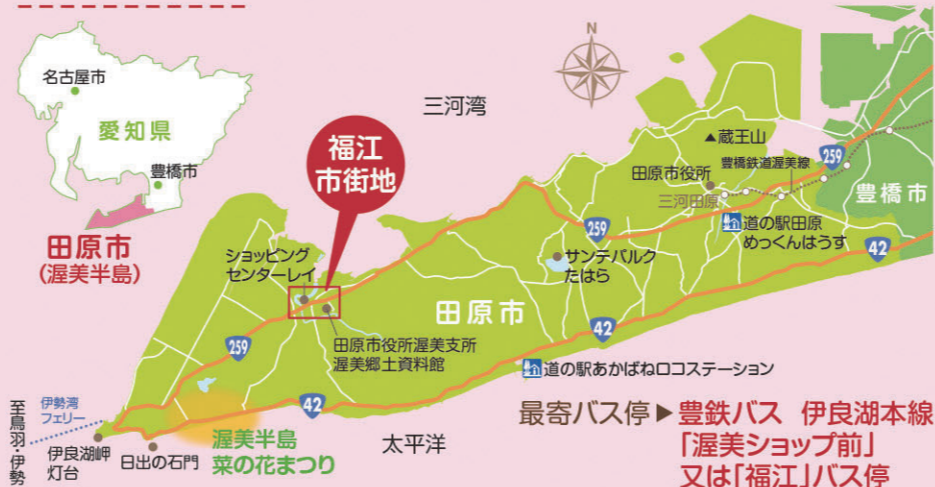 名古屋市
愛知県
豊橋市
田原市
(渥美半島)
N
三河湾
福江
市街地
▲蔵王山
田原市役所
豊橋鉄道渥美線
259
三河田原
豊橋市
道の駅田原
めっくんはうす
42
ショッピング
センターレイ
259
サンテパルク
たはら
田原市
42
259
田原市役所渥美支所
渥美郷土資料館
道の駅あかばねロコステーション
42
至鳥羽・伊勢
伊勢湾
フェリー
伊良湖岬
灯台
日出の石門
渥美半島
菜の花まつり
太平洋
最寄バス停▶豊鉄バス 伊良湖本線
「渥美ショップ前」
又は「福江」バス停